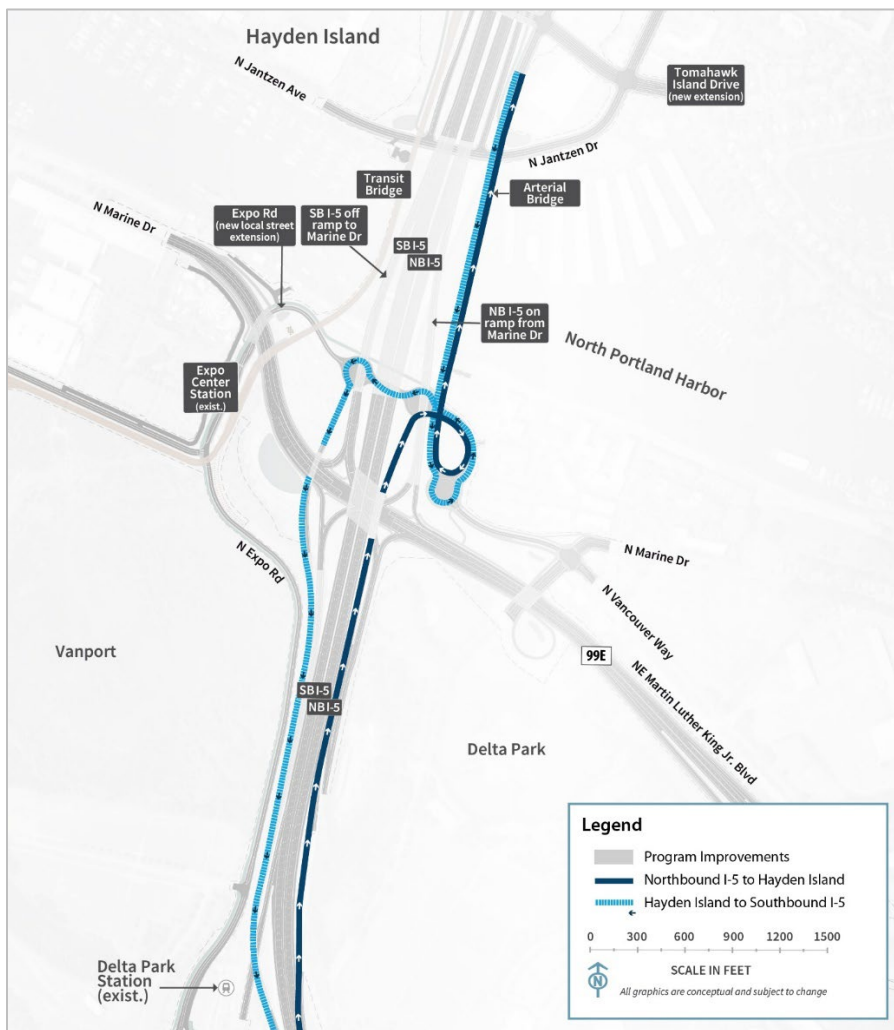 Hayden Island
N Jantzen Ave
Tomahawk
Island Drive
(new extension)
N Jantzen Dr
Transit
Bridge
Arterial
Bridge
N Marine Dr
Expo Rd
(new local street
extension)
SB I-5 off
ramp to
Marine Dr
SB I-5
NB I-5
NB I-5 on
ramp from
Marine Dr
North Portland Harbor
Expo
Center
Station
(exist.)
N Expo Rd
N Marine Dr
N Vancouver Way
99E
NE Martin Luther King Jr. Blvd
Vanport
SB I-5
NB I-5
Delta Park
Delta Park
Station
(exist.)
Legend
Program Improvements
Northbound I-5 to Hayden Island
Hayden Island to Southbound I-5
0 300 600 900 1200 1500
SCALE IN FEET
N
All graphics are conceptual and subject to change